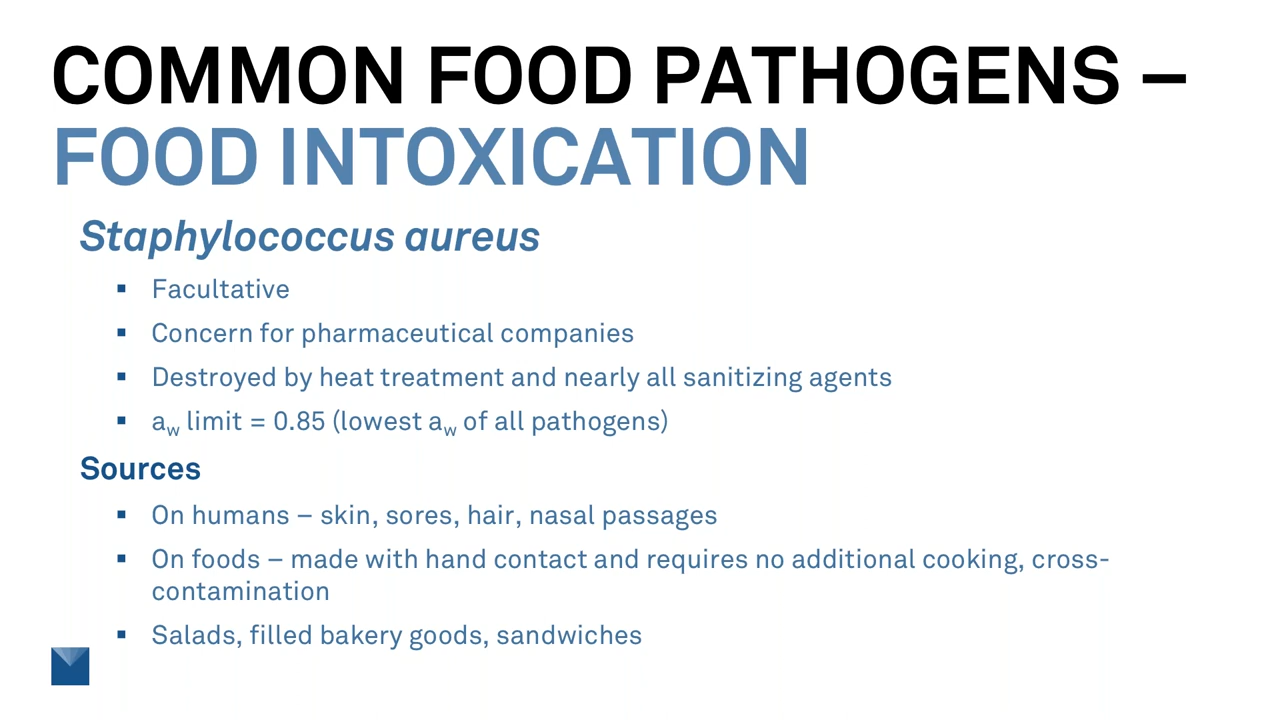 COMMON FOOD PATHOGENS –
FOOD INTOXICATION
Staphylococcus aureus
▪ Facultative
▪ Concern for pharmaceutical companies
▪ Destroyed by heat treatment and nearly all sanitizing agents
▪ aw limit = 0.85 (lowest aw of all pathogens)
Sources
▪ On humans – skin, sores, hair, nasal passages
▪ On foods – made with hand contact and requires no additional cooking, cross-
contamination
▪ Salads, filled bakery goods, sandwiches